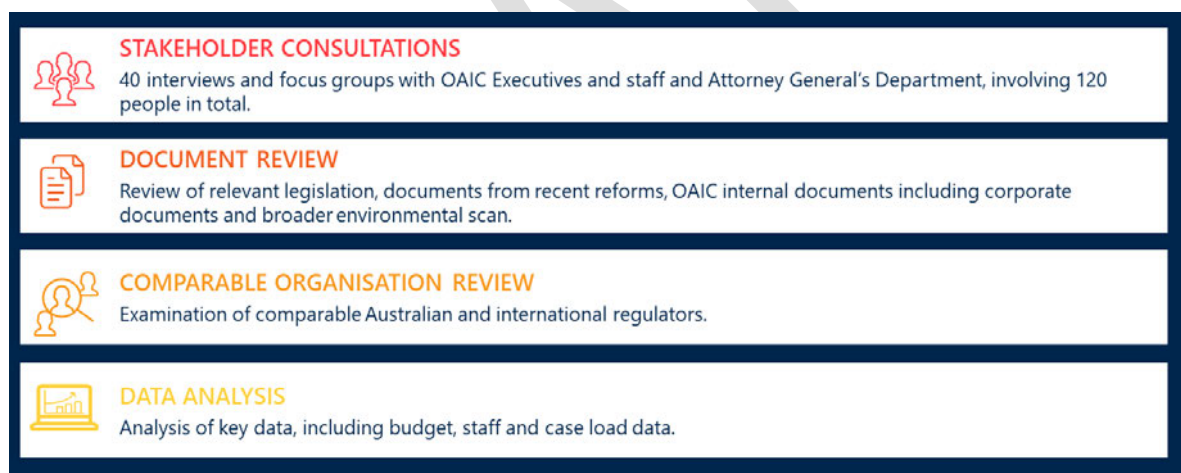 STAKEHOLDER CONSULTATIONS
40 interviews and focus groups with OAIC Executives and staff and Attorney General's Department, involving 120
people in total.
DOCUMENT REVIEW
Review of relevant legislation, documents from recent reforms, OAIC internal documents including corporate
documents and broader environmental scan.
COMPARABLE ORGANISATION REVIEW
Examination of comparable Australian and international regulators.
DATA ANALYSIS
Analysis of key data, including budget, staff and case load data.